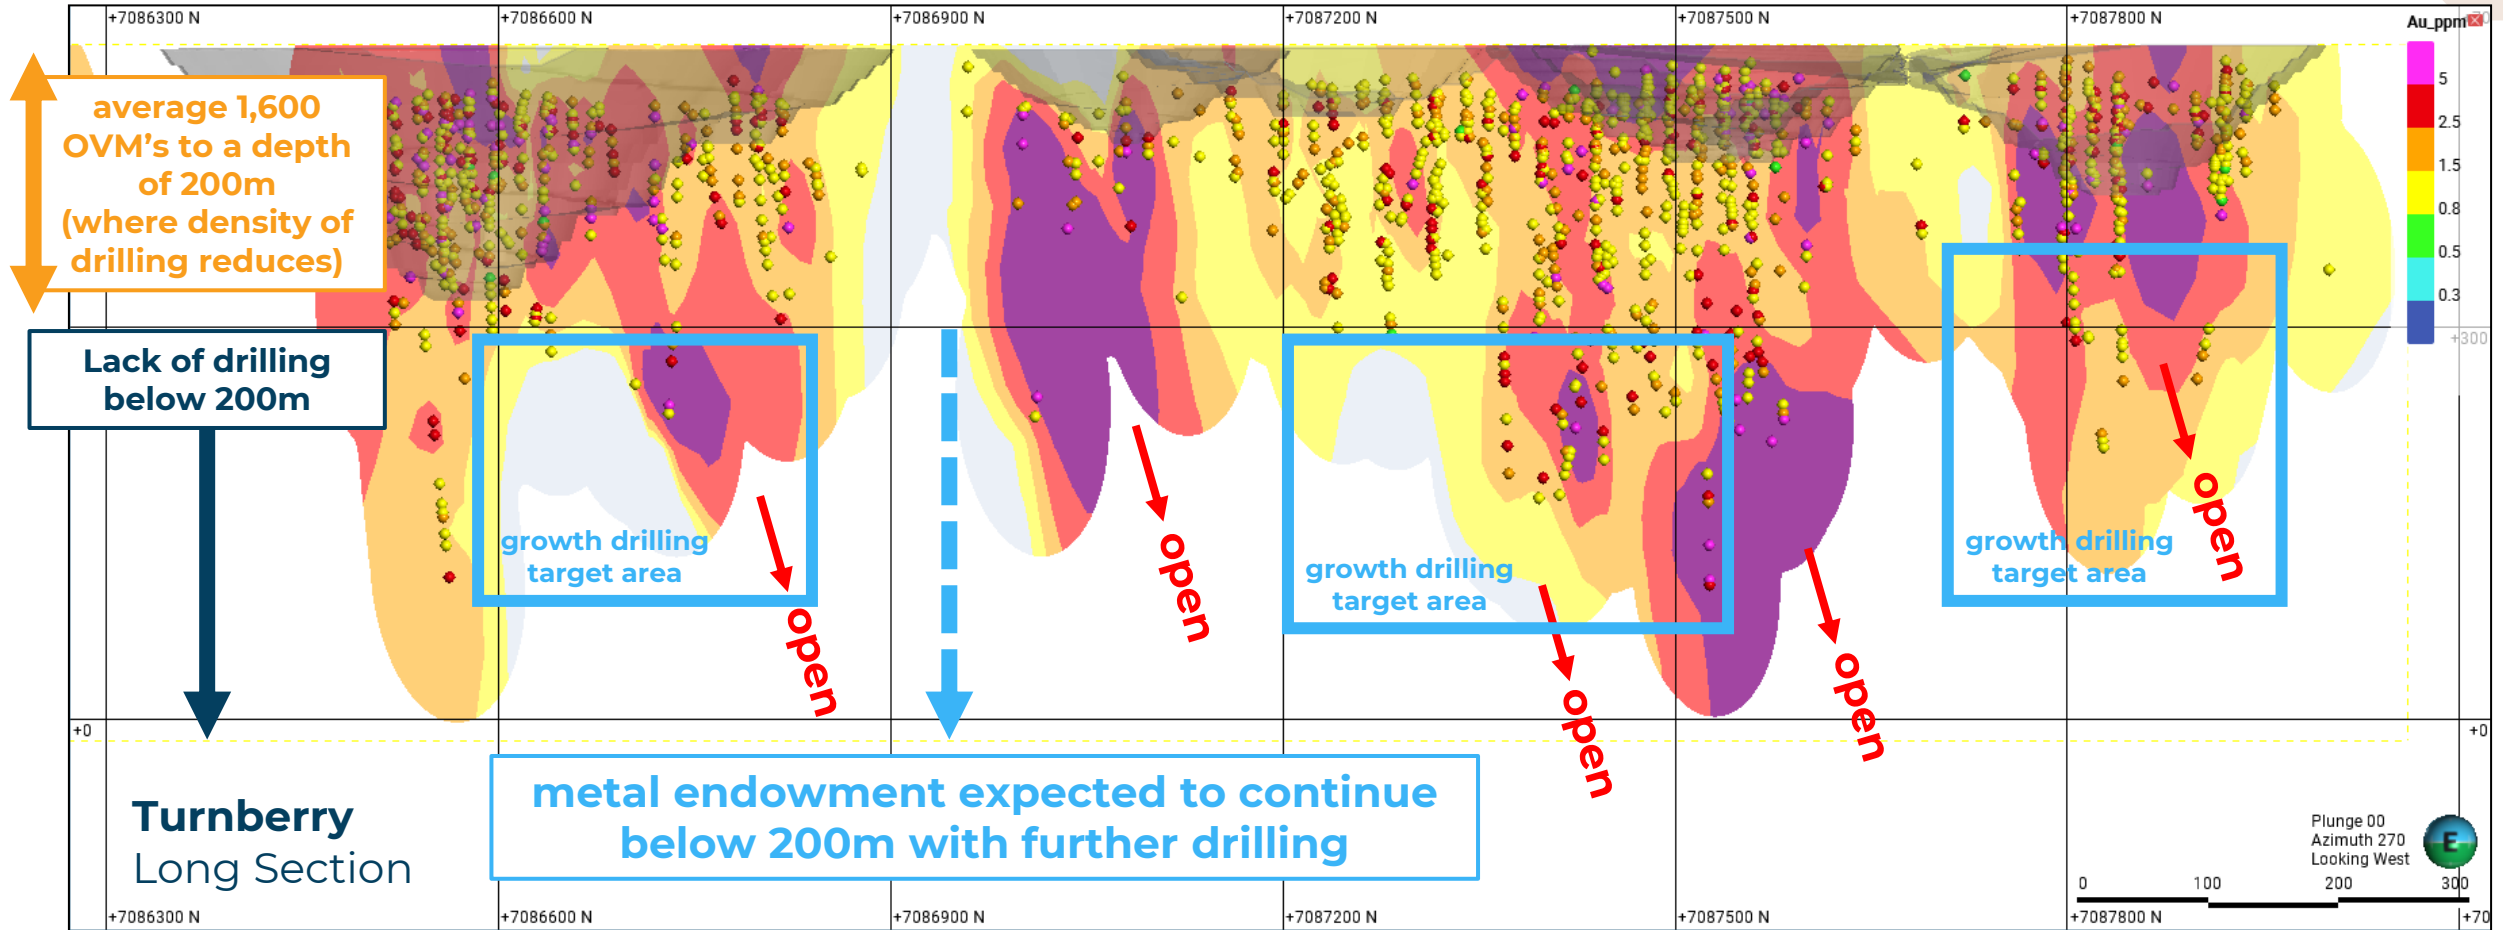 +7086300 N
+7086600 N
+7086900 N
+7087200 N
+7087500 N
+7087800 N
Au_ppm
5
2.5
1.5
0.8
0.5
0.3
+300
average 1,600
OVM's to a depth
of 200m
(where density of
drilling reduces)
Lack of drilling
below 200m
growth drilling
target area
open
open
growth drilling
target area
open
open
growth drilling
target area
open
+0
+0
metal endowment expected to continue
below 200m with further drilling
Turnberry
Long Section
Plunge 00
Azimuth 270
Looking West
E
0
100
200
300
+7086300 N
+7086600 N
+7086900 N
+7087200 N
+7087500 N
+7087800 N
+70